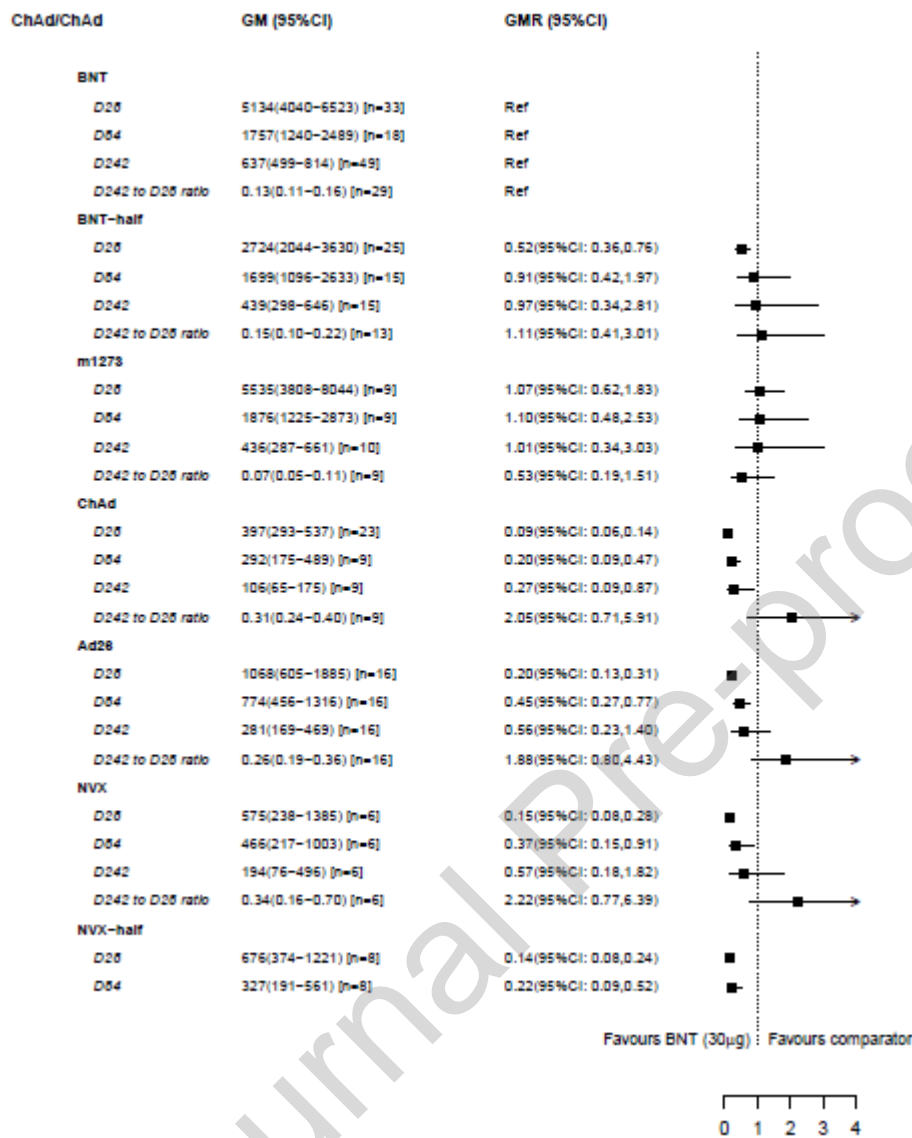 ChAd/ChAd GM (95%CI) GMR (95%CI)
BNT
D28 5134(4040−6523) [n=33] Ref
D84 1757(1240−2489) [n=18] Ref
D242 637(499−814) [n=49] Ref
D242 to D28 ratio 0.13(0.11−0.16) [n=29] Ref
BNT−half
D28 2724(2044−3630) [n=25] 0.52(95%CI: 0.36,0.76)
D84 1699(1096−2633) [n=15] 0.91(95%CI: 0.42,1.97)
D242 439(298−646) [n=15] 0.97(95%CI: 0.34,2.81)
D242 to D28 ratio 0.15(0.10−0.22) [n=13] 1.11(95%CI: 0.41,3.01)
m1273
D28 5535(3808−8044) [n=9] 1.07(95%CI: 0.62,1.83)
D84 1876(1225−2873) [n=9] 1.10(95%CI: 0.48,2.53)
D242 436(287−661) [n=10] 1.01(95%CI: 0.34,3.03)
D242 to D28 ratio 0.07(0.05−0.11) [n=9] 0.53(95%CI: 0.19,1.51)
ChAd
D28 397(293−537) [n=23] 0.09(95%CI: 0.06,0.14)
D84 292(175−489) [n=9] 0.20(95%CI: 0.09,0.47)
D242 106(65−175) [n=9] 0.27(95%CI: 0.09,0.87)
D242 to D28 ratio 0.31(0.24−0.40) [n=9] 2.05(95%CI: 0.71,5.91)
Ad26
D28 1068(605−1885) [n=16] 0.20(95%CI: 0.13,0.31)
D84 774(456−1316) [n=16] 0.45(95%CI: 0.27,0.77)
D242 281(169−469) [n=16] 0.56(95%CI: 0.23,1.40)
D242 to D28 ratio 0.26(0.19−0.36) [n=16] 1.88(95%CI: 0.80,4.43)
NVX
D28 575(238−1385) [n=6] 0.15(95%CI: 0.08,0.28)
D84 466(217−1003) [n=6] 0.37(95%CI: 0.15,0.91)
D242 194(76−496) [n=6] 0.57(95%CI: 0.18,1.82)
D242 to D28 ratio 0.34(0.16−0.70) [n=6] 2.22(95%CI: 0.77,6.39)
NVX−half
D28 676(374−1221) [n=8] 0.14(95%CI: 0.08,0.24)
D84 327(191−561) [n=8] 0.22(95%CI: 0.09,0.52)
Favours BNT (30µg) Favours comparator
0 1 2 3 4
urnal Pre-proo